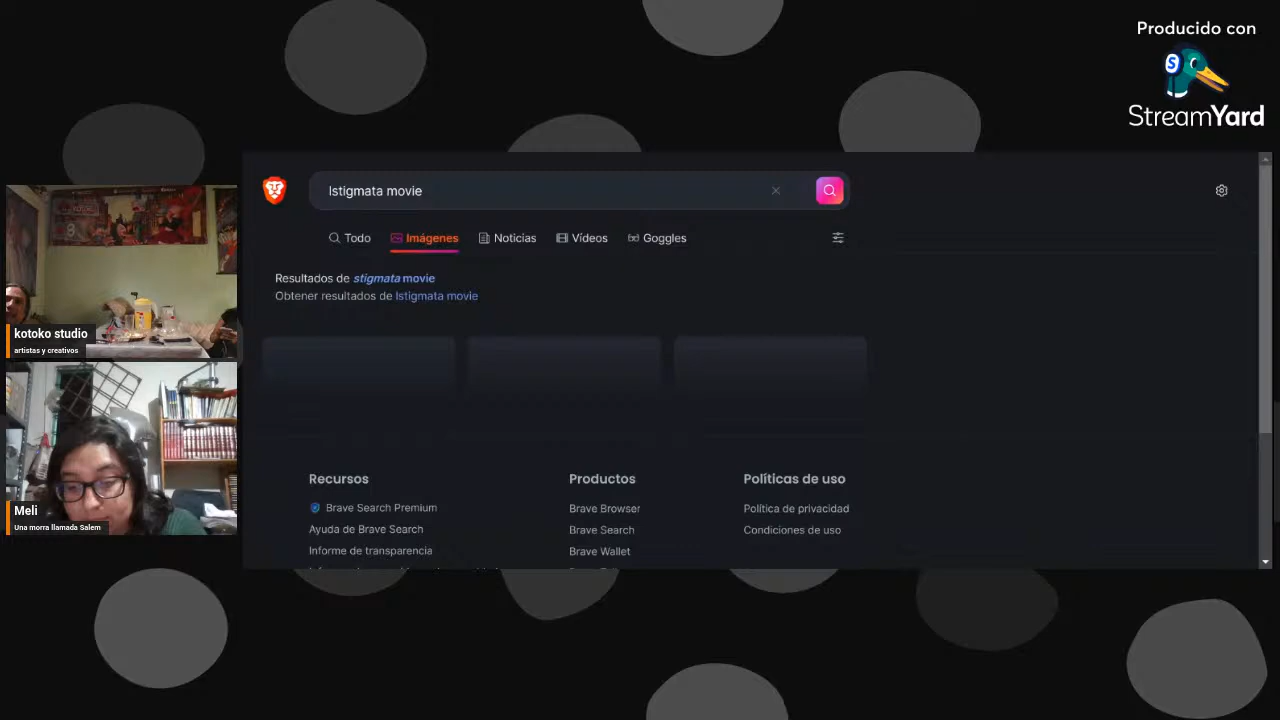 Producido con
StreamYard
Istigmata movie
Todo
Imágenes
Noticias
Vídeos
Goggles
Resultados de stigmata movie
Obtener resultados de Istigmata movie
kotoko studio
artistas y creativos
Meli
Una morra llamada Salem
Recursos
Brave Search Premium
Ayuda de Brave Search
Informe de transparencia
Productos
Brave Browser
Brave Search
Brave Wallet
Políticas de uso
Política de privacidad
Condiciones de uso